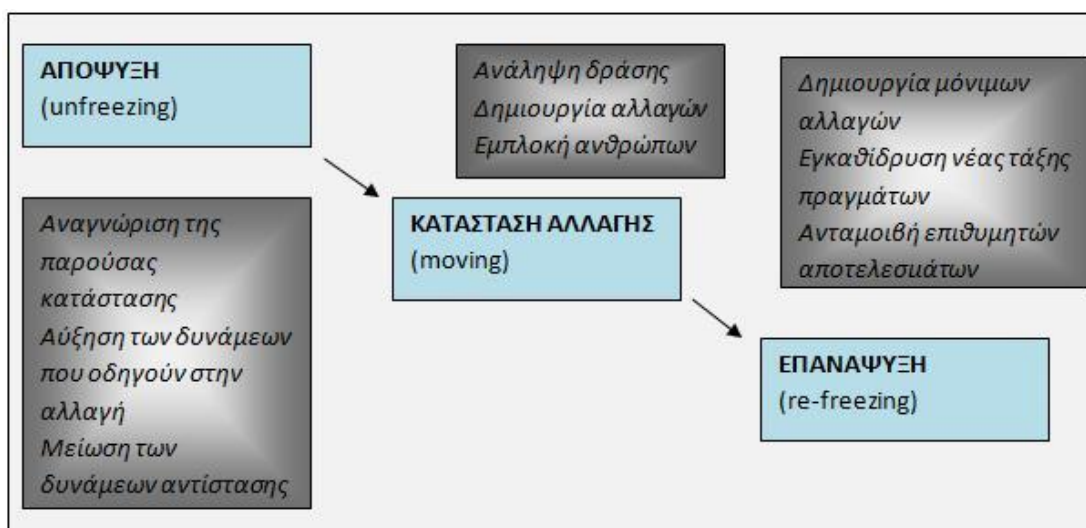 ΑΠΟΨΥΞΗ
(unfreezing)
Αναγνώριση της
παρούσας
κατάστασης
Αύξηση των δυνάμεων
που οδηγούν στην
αλλαγή
Μείωση των
δυνάμεων αντίστασης
Ανάληψη δράσης
Δημιουργία αλλαγών
Εμπλοκή ανθρώπων
ΚΑΤΑΣΤΑΣΗ ΑΛΛΑΓΗΣ
(moving)
Δημιουργία μόνιμων
αλλαγών
Εγκαθίδρυση νέας τάξης
πραγμάτων
Ανταμοιβή επιθυμητών
αποτελεσμάτων
ΕΠΑΝΑΨΥΞΗ
(re-freezing)